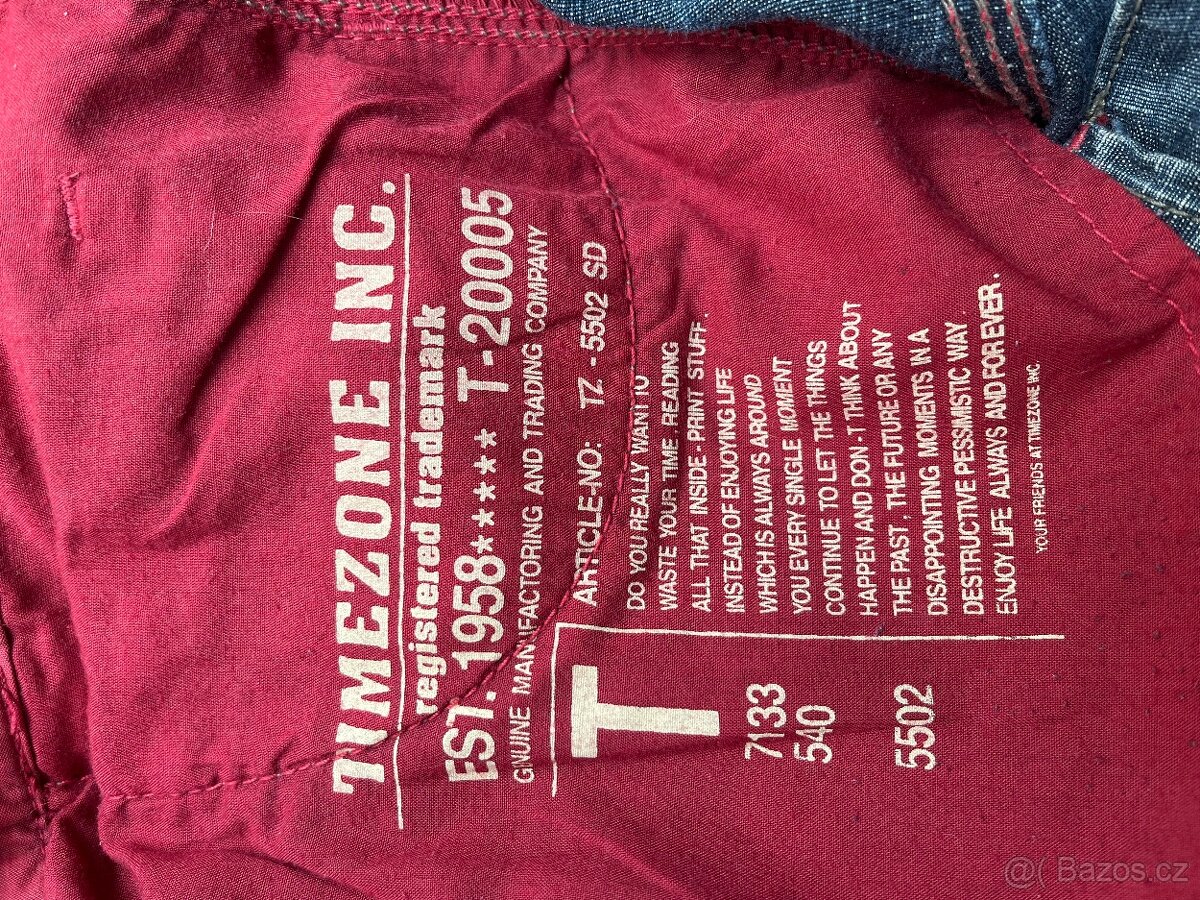 TIMEZONE INC.
registered trademark
EST. 1958***** T-20005
GINUINE MANUFACTORING AND TRADING COMPANY
ARTICLE-NO: TZ - 5502 SD
DO YOU REALLY WANT TO
WASTE YOUR TIME READING
ALL THAT INSIDE-PRINT STUFF.
INSTEAD OF ENJOYING LIFE
WHICH IS ALWAYS AROUND
YOU EVERY SINGLE MOMENT
CONTINUE TO LET THE THINGS
HAPPEN AND DON-T THINK ABOUT
THE PAST, THE FUTURE OR ANY
DISAPPOINTING MOMENTS IN A
DESTRUCTIVE PESSIMISTIC WAY
ENJOY LIFE ALWAYS AND FOREVER.
YOUR FRIENDS AT TIMEZONE INC.
T
7133
540
5502
@( Bazos.cz